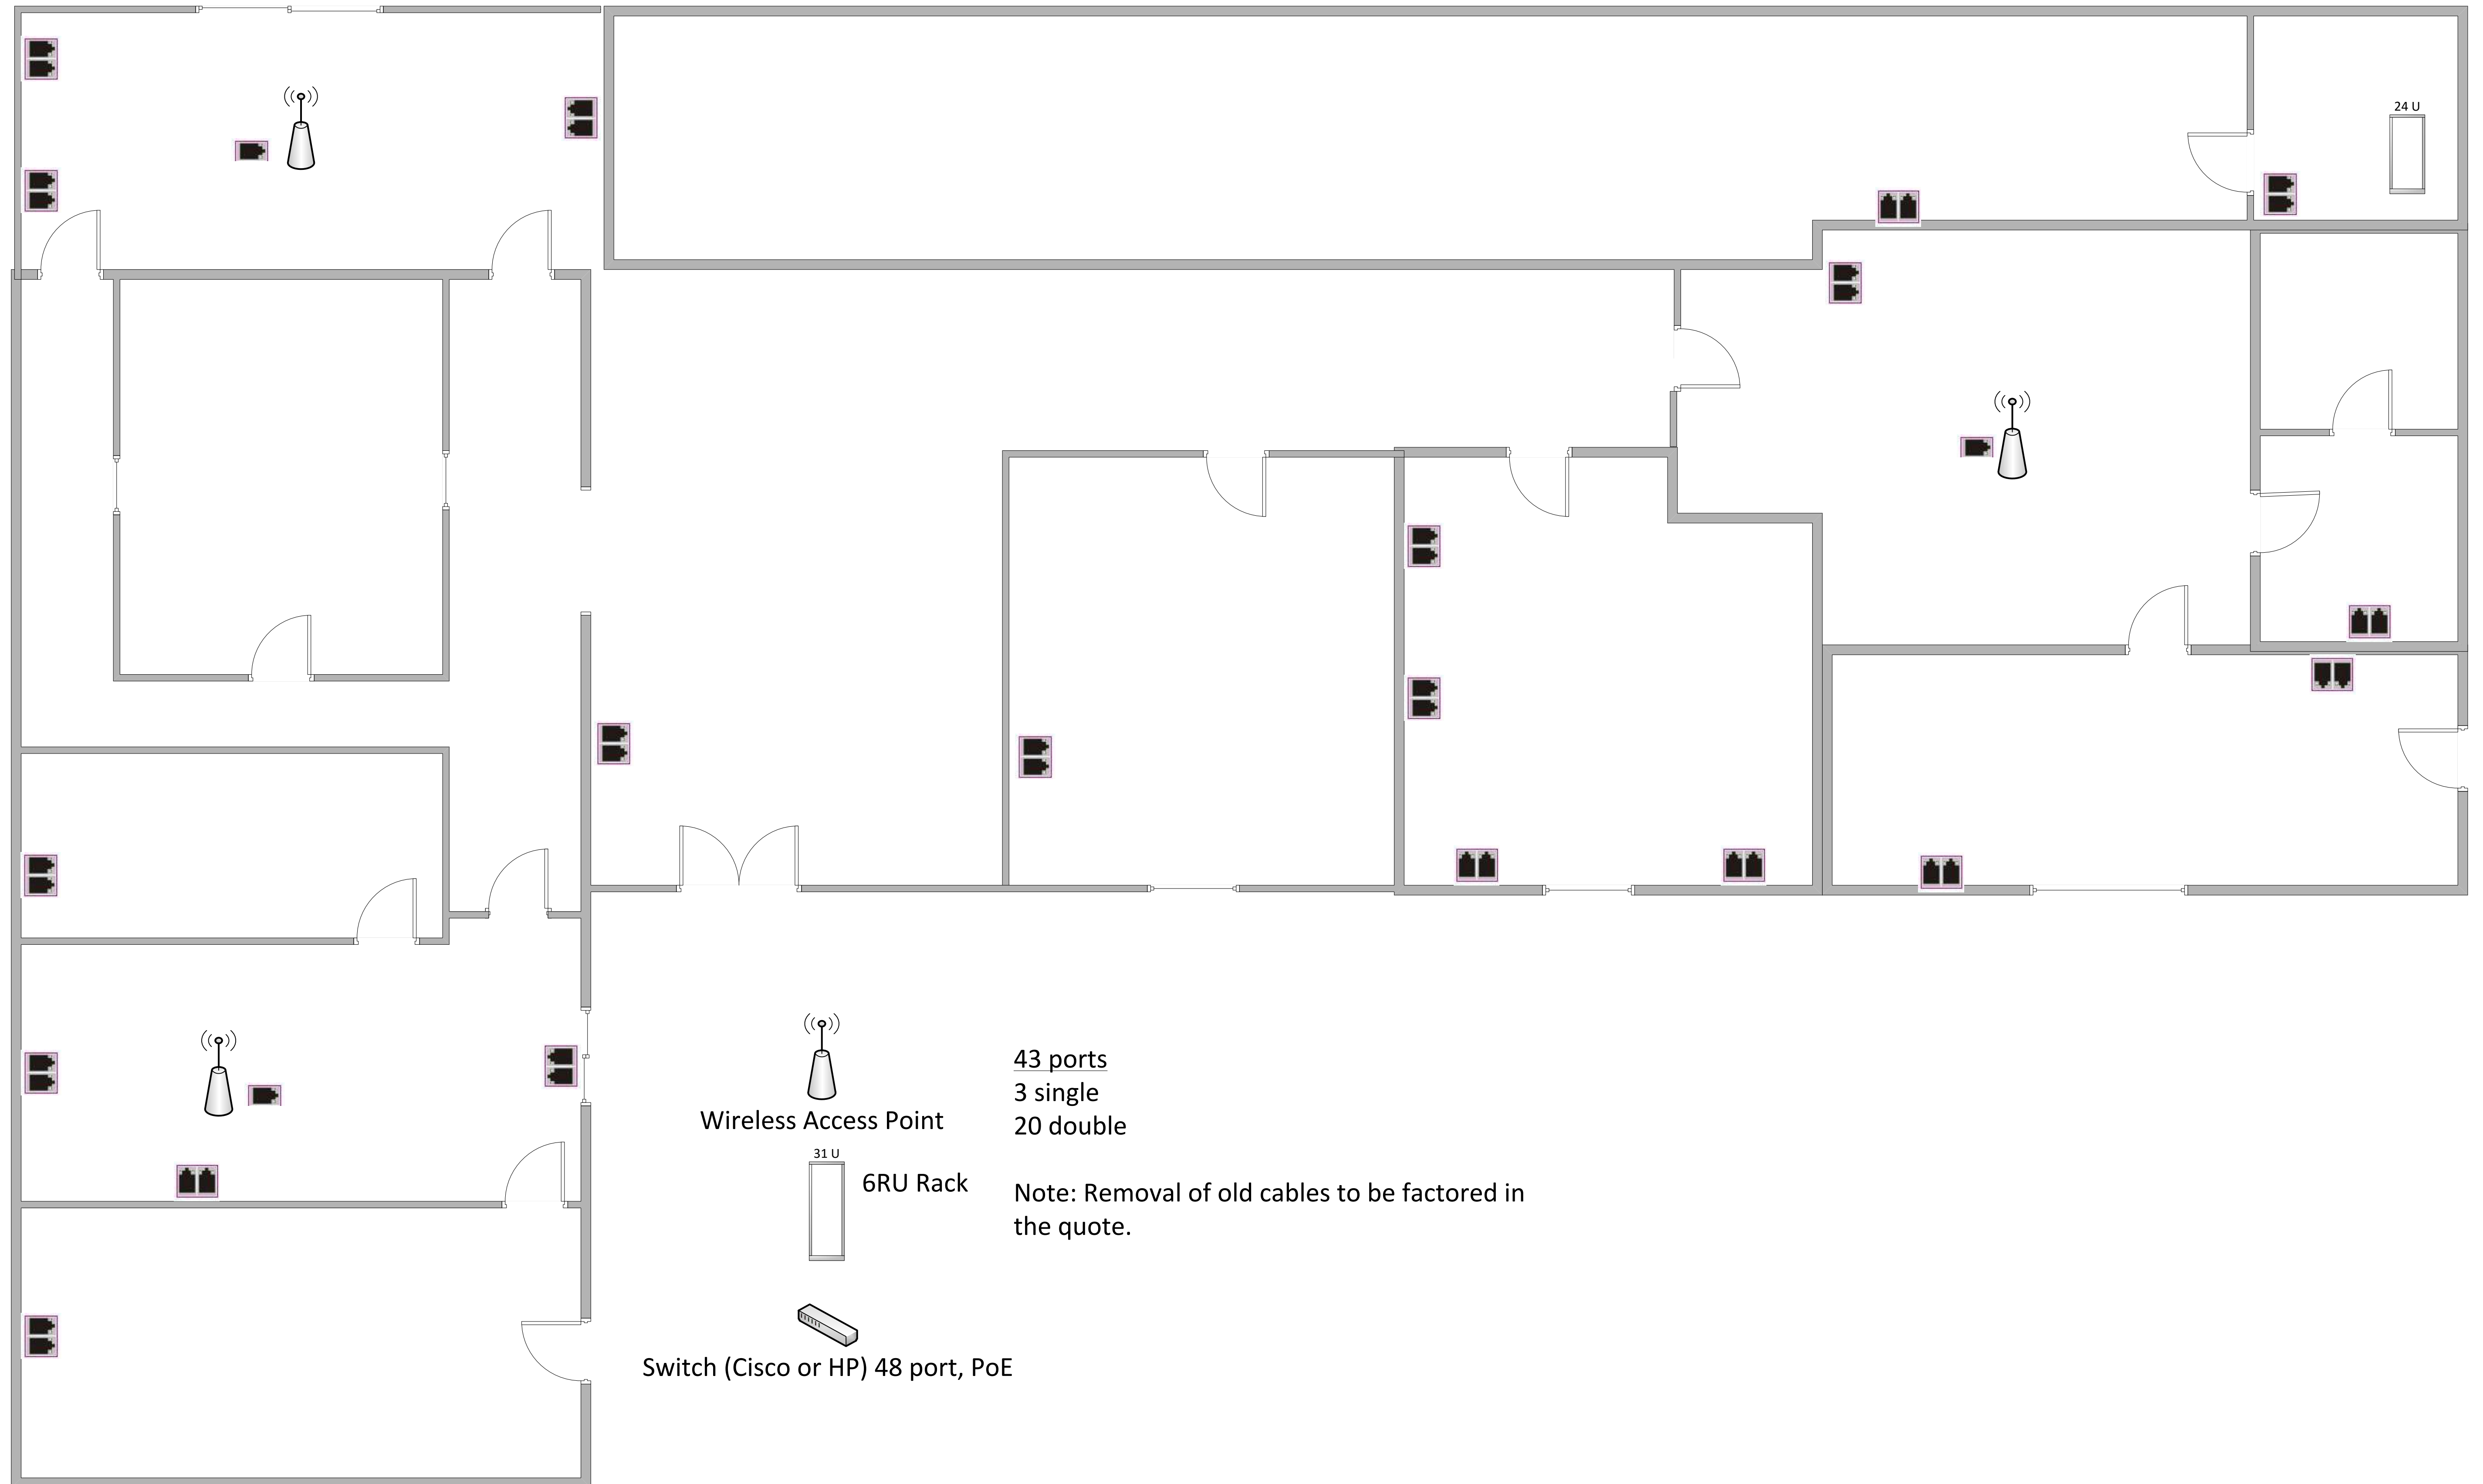 24 U
Wireless Access Point
31 U
6RU Rack
Switch (Cisco or HP) 48 port, PoE
43 ports
3 single
20 double
Note: Removal of old cables to be factored in
the quote.